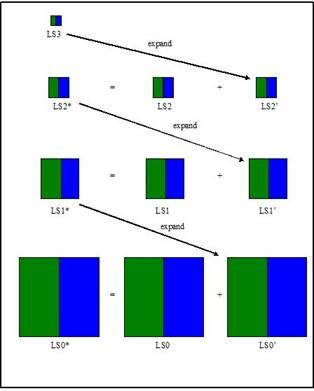 LS3
expand
= +
LS2* LS2 LS2'
expand
= +
LS1* LS1 LS1'
expand
= +
LS0* LS0 LS0'